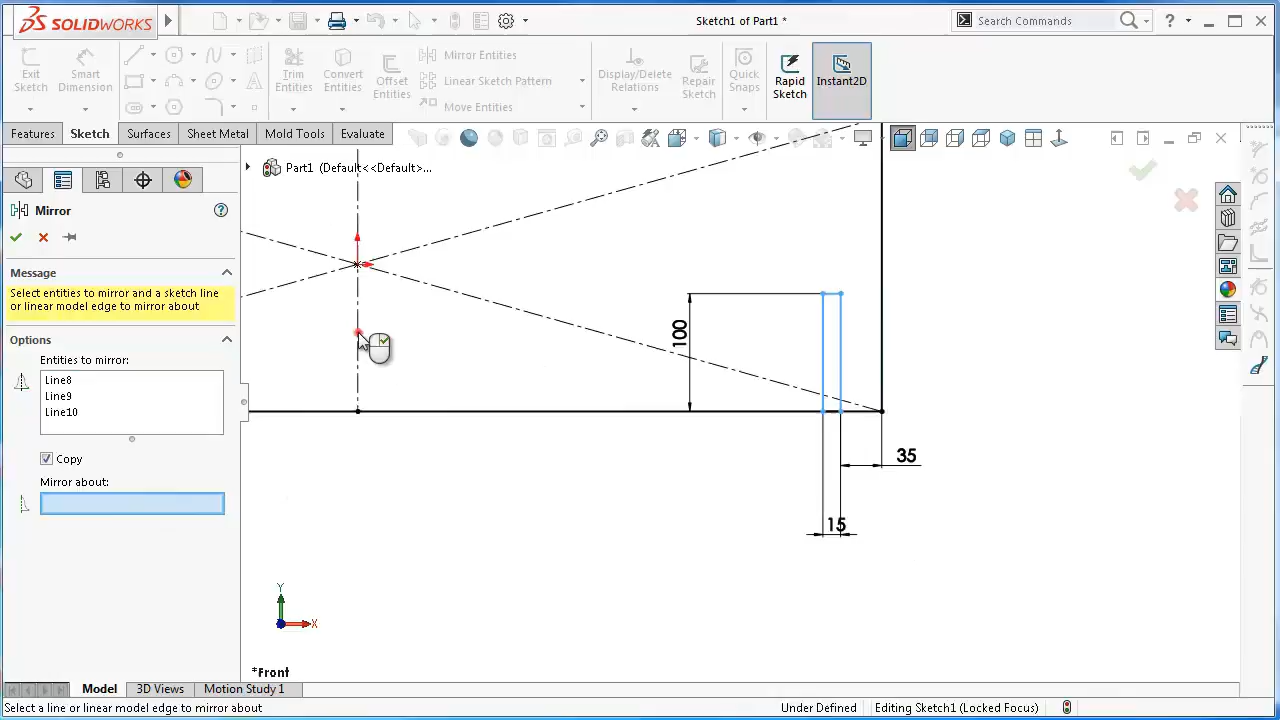 SOLIDWORKS
Sketch1 of Part1 *
Search Commands
?
Exit Sketch
Smart Dimension
Trim Entities
Convert Entities
Offset Entities
Mirror Entities
Linear Sketch Pattern
Move Entities
Display/Delete Relations
Repair Sketch
Quick Snaps
Rapid Sketch
Instant2D
Features
Sketch
Surfaces
Sheet Metal
Mold Tools
Evaluate
Part1 (Default<<Default>...
Mirror
?
Message
Select entities to mirror and a sketch line
or linear model edge to mirror about
Options
Entities to mirror:
Line8
Line9
Line10
Copy
Mirror about:
100
35
15
Y
X
*Front
Model
3D Views
Motion Study 1
Select a line or linear model edge to mirror about
Under Defined
Editing Sketch1 (Locked Focus)